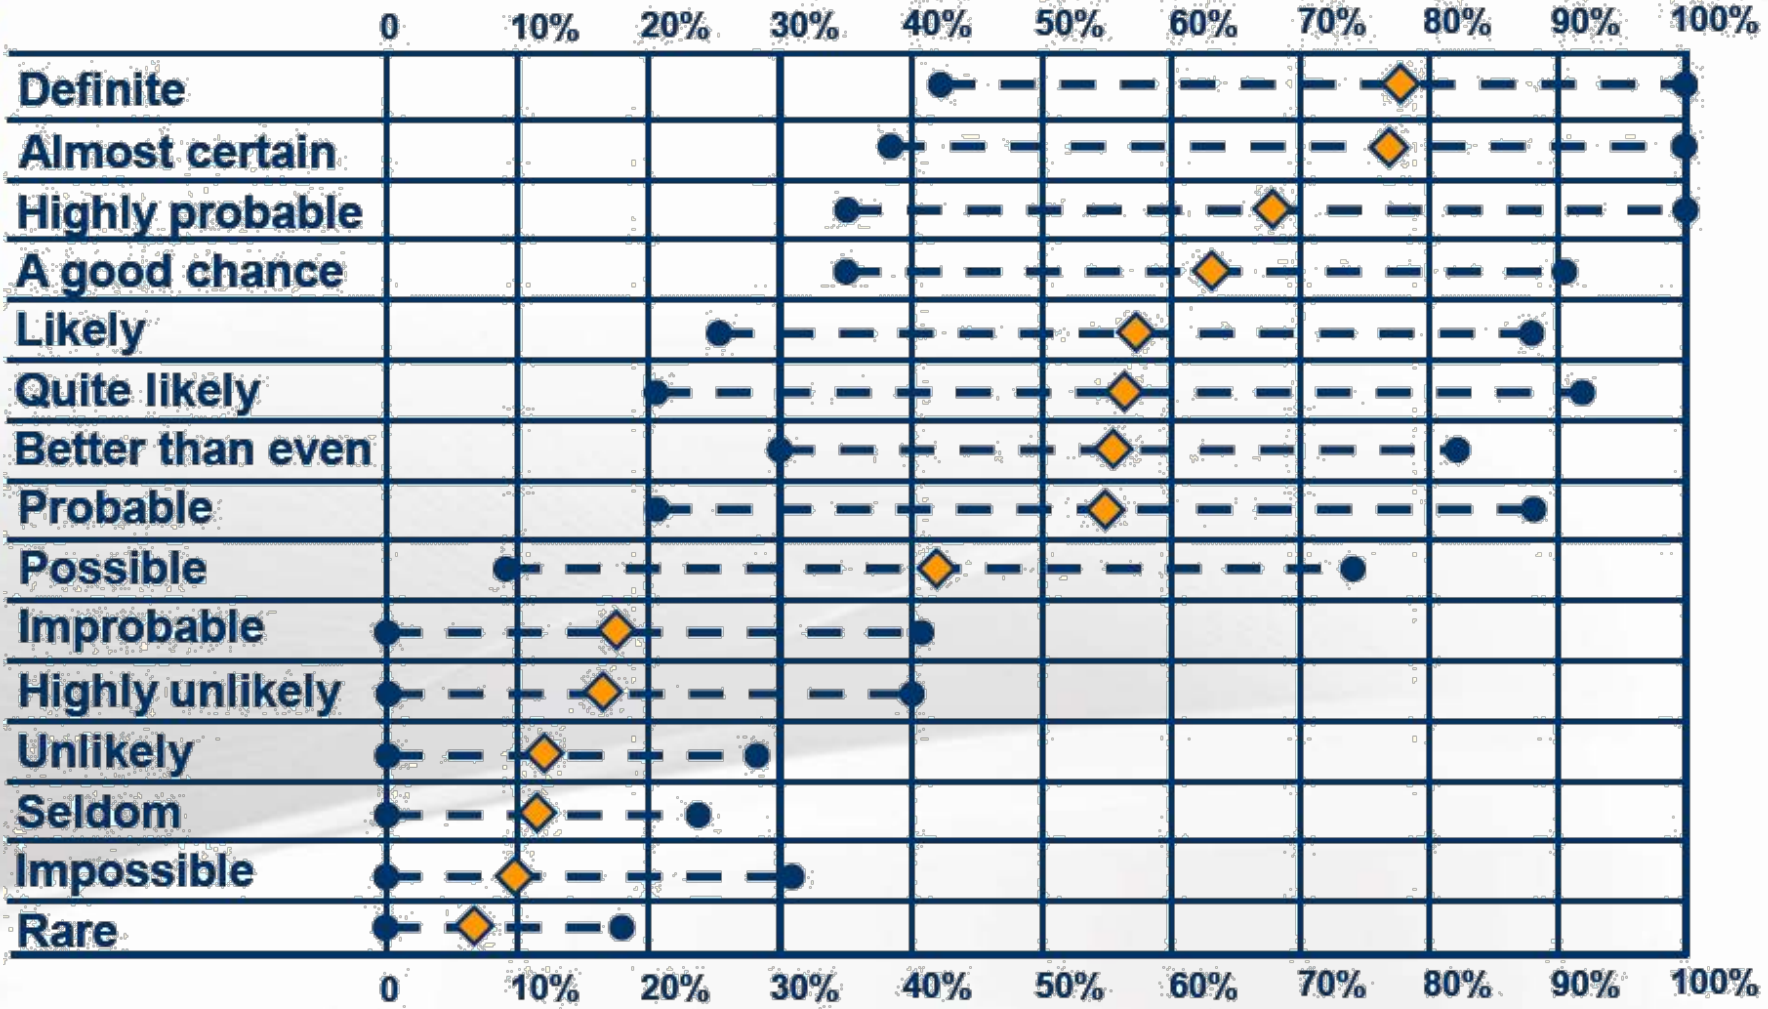 0 10% 20% 30% 40% 50% 60% 70% 80% 90% 100%
Definite
Almost certain
Highly probable
A good chance
Likely
Quite likely
Better than even
Probable
Possible
Improbable
Highly unlikely
Unlikely
Seldom
Impossible
Rare
0 10% 20% 30% 40% 50% 60% 70% 80% 90% 100%